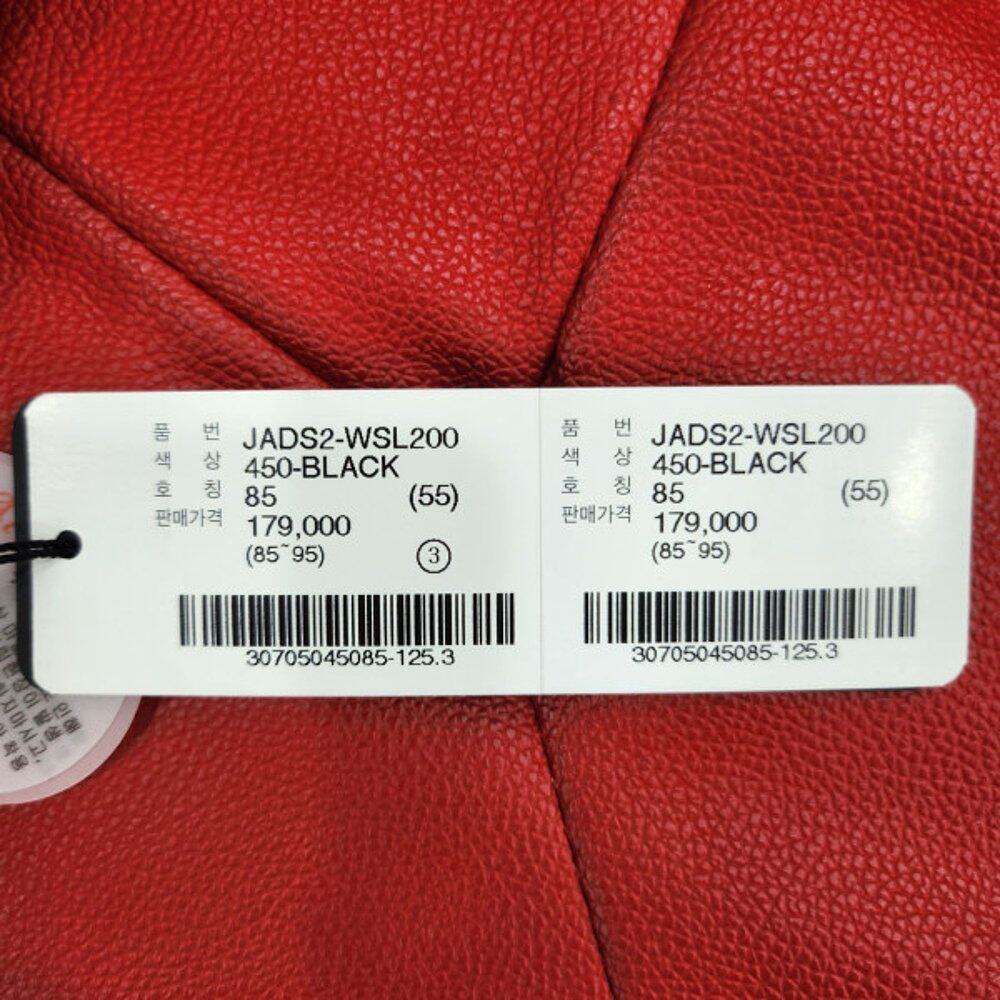 품 번 JADS2-WSL200
색 상 450-BLACK
호 칭 85 (55)
판매가격 179,000
(85~95) ③
30705045085-125.3
품 번 JADS2-WSL200
색 상 450-BLACK
호 칭 85 (55)
판매가격 179,000
(85~95)
30705045085-125.3